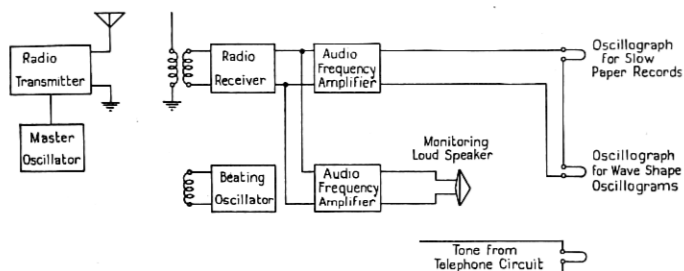 Radio
Transmitter
Master
Oscillator
Radio
Receiver
Audio
Frequency
Amplifier
Oscillograph
for Slow
Paper Records
Beating
Oscillator
Audio
Frequency
Amplifier
Monitoring
Loud Speaker
Oscillograph
for Wave Shape
Oscillograms
Tone from
Telephone Circuit